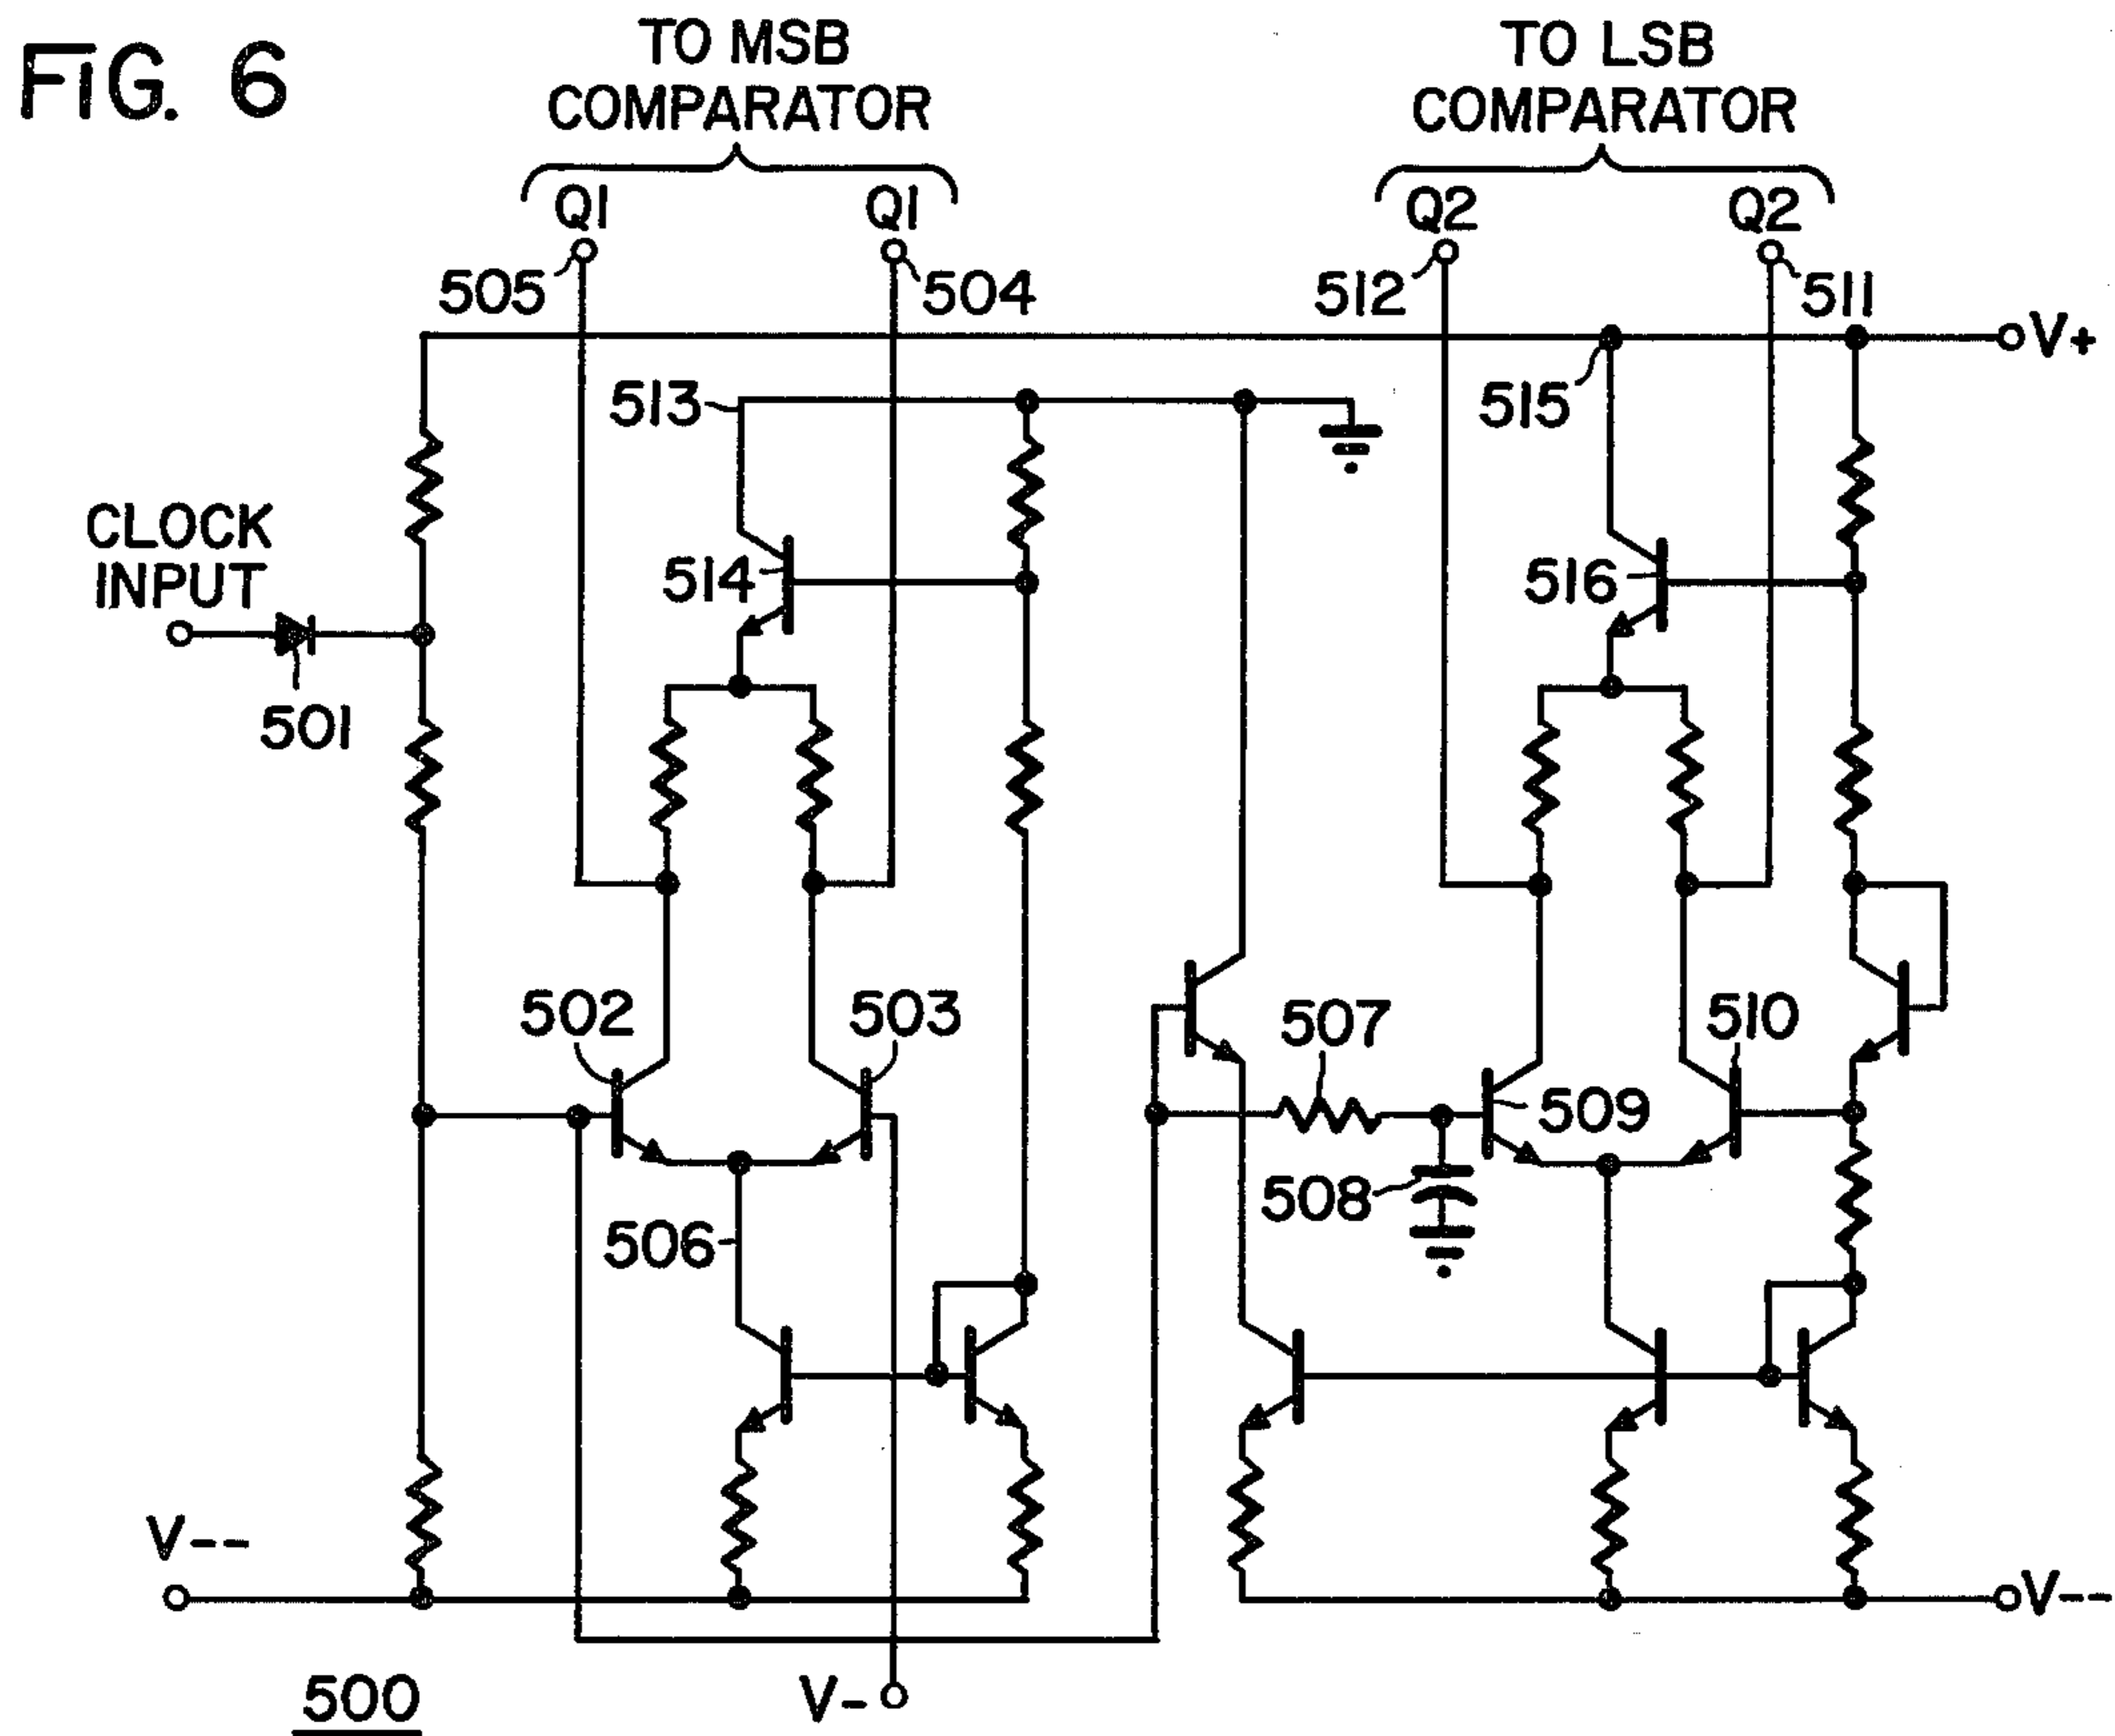 FIG. 6
TO MSB
COMPARATOR
TO LSB
COMPARATOR
Q1
Q1
Q2
Q2
505
504
512
511
V+
513
515
CLOCK
INPUT
514
516
501
502
503
507
510
509
508
506
V--
V--
V-
500